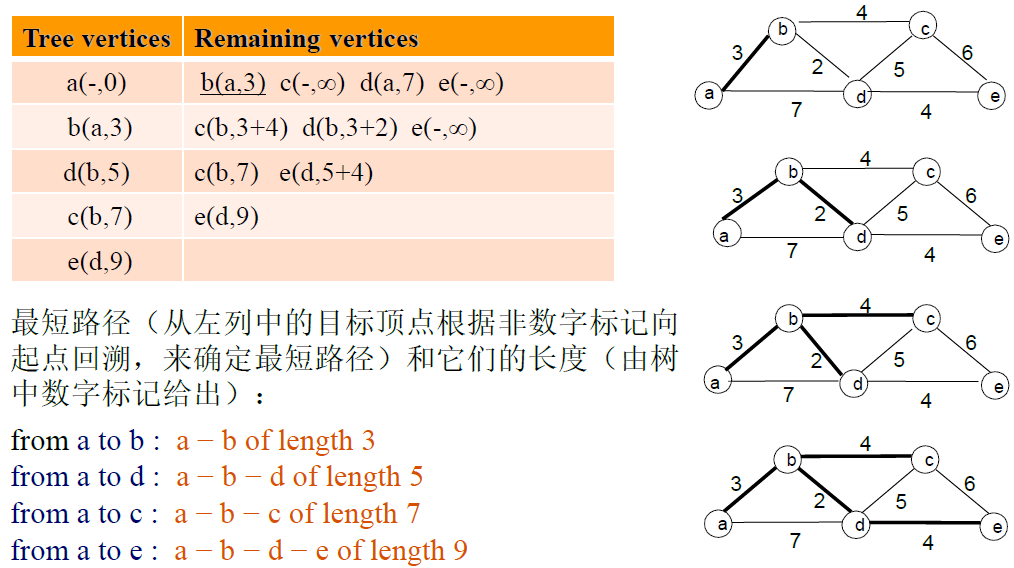 Tree vertices Remaining vertices
a(-,0) b(a,3) c(-,∞) d(a,7) e(-,∞)
b(a,3) c(b,3+4) d(b,3+2) e(-,∞)
d(b,5) c(b,7) e(d,5+4)
c(b,7) e(d,9)
e(d,9)
最短路径（从左列中的目标顶点根据非数字标记向
起点回溯，来确定最短路径）和它们的长度（由树
中数字标记给出）：
from a to b : a − b of length 3
from a to d : a − b − d of length 5
from a to c : a − b − c of length 7
from a to e : a − b − d − e of length 9
4
b c
3 2 5 6
a d e
7 4
4
b c
3 2 5 6
a d e
7 4
4
b c
3 2 5 6
a d e
7 4
4
b c
3 2 5 6
a d e
7 4